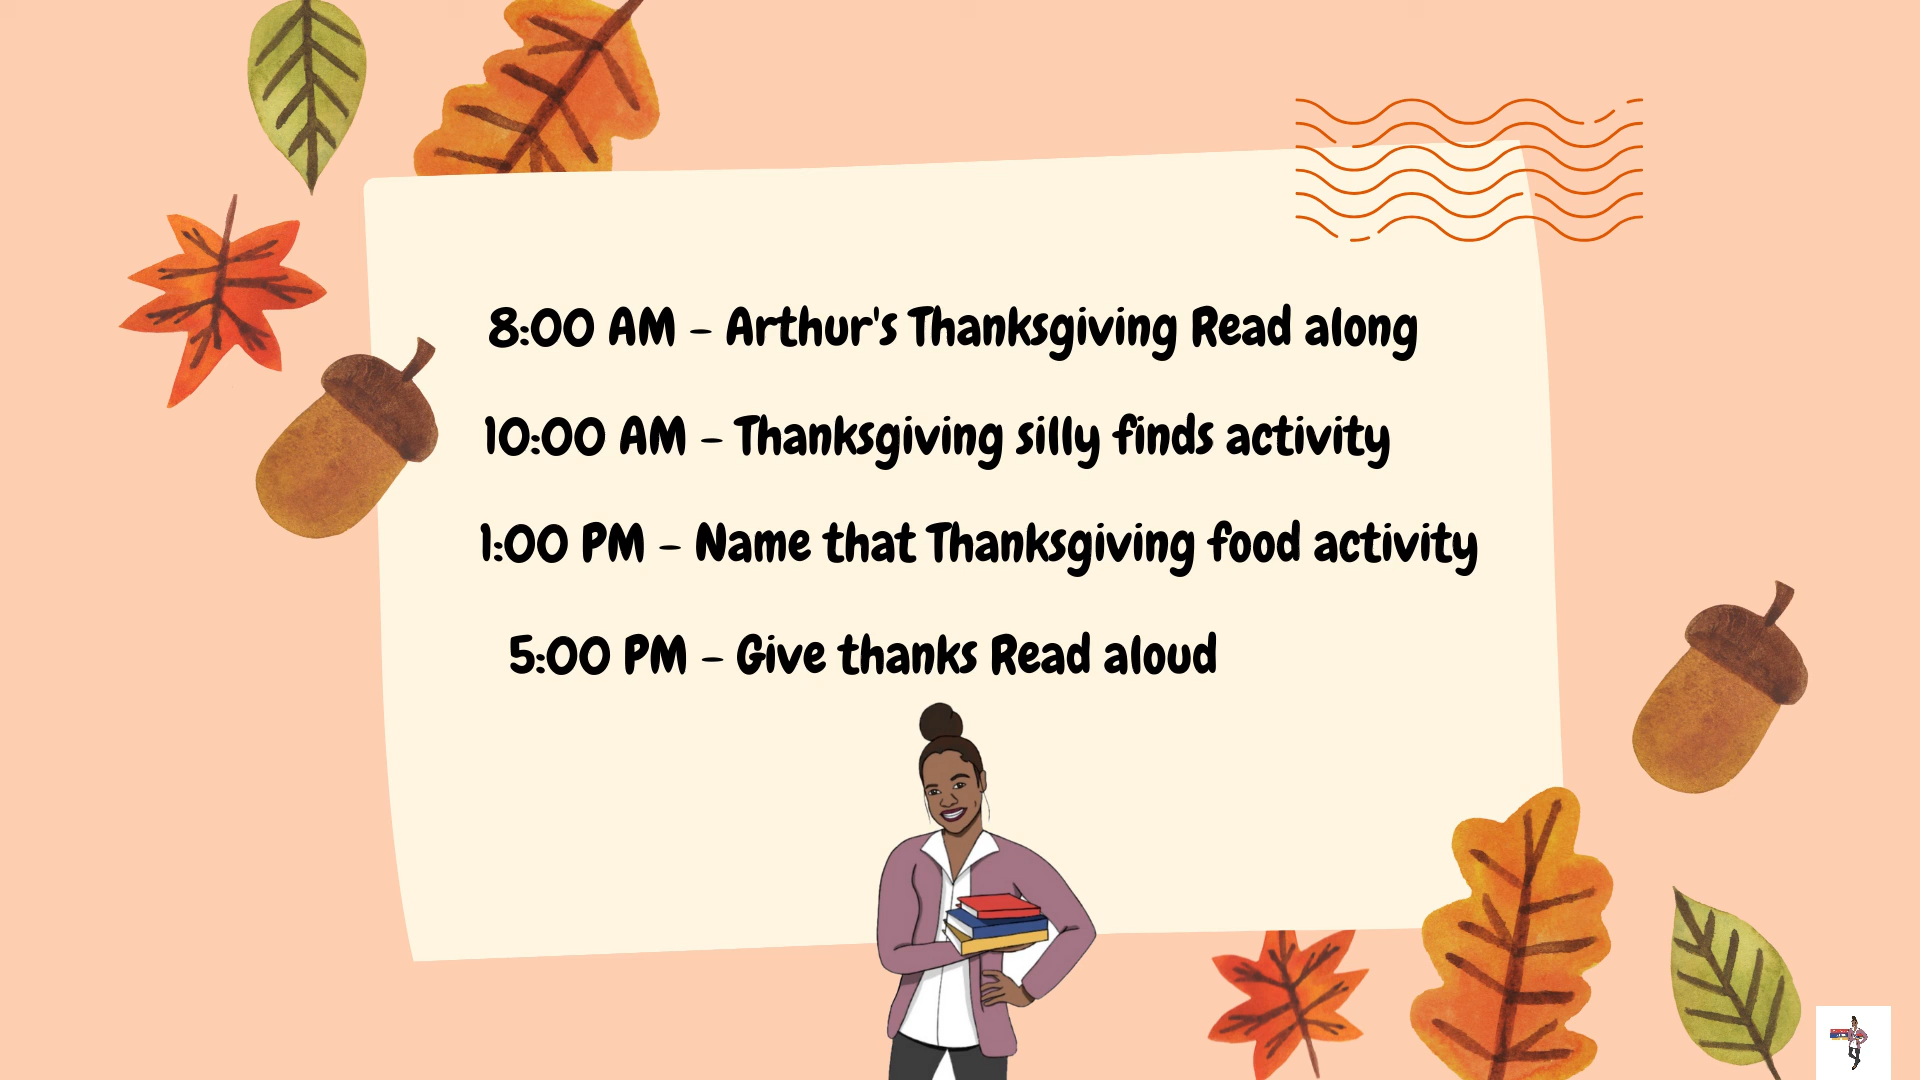 8:00 AM - Arthur's Thanksgiving Read along
10:00 AM - Thanksgiving silly finds activity
1:00 PM - Name that Thanksgiving food activity
5:00 PM - Give thanks Read aloud